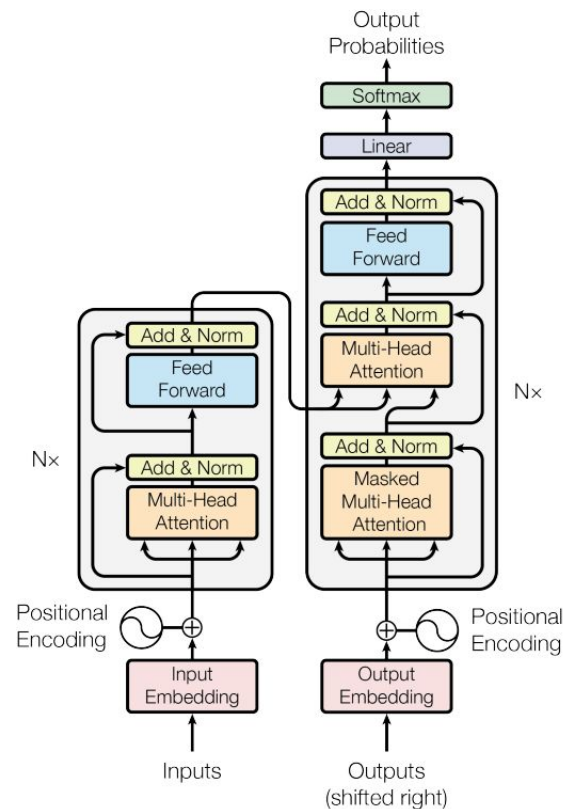 Output
Probabilities
Softmax
Linear
Add & Norm
Feed
Forward
Add & Norm
Multi-Head
Attention
Add & Norm
Masked
Multi-Head
Attention
N×
Add & Norm
Feed
Forward
Add & Norm
Multi-Head
Attention
N×
Positional
Encoding
Positional
Encoding
Input
Embedding
Output
Embedding
Inputs
Outputs
(shifted right)